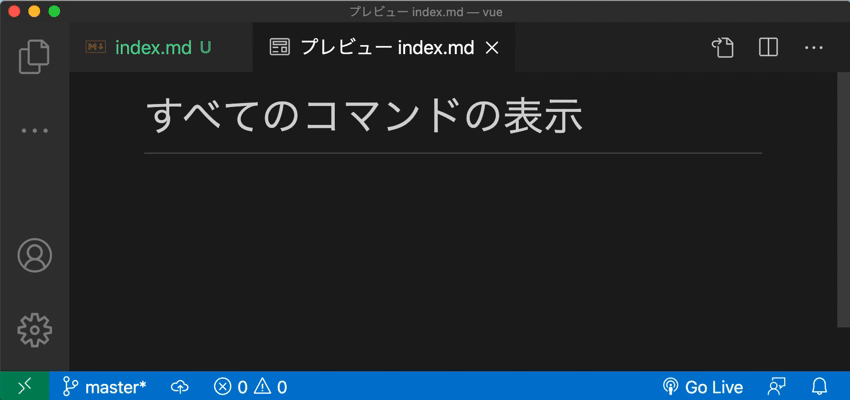 プレビュー index.md — vue
index.md U
プレビュー index.md
すべてのコマンドの表示
master* 0 0 Go Live